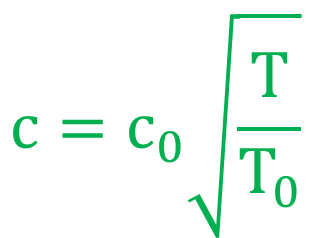 c = c₀√(T/T₀)